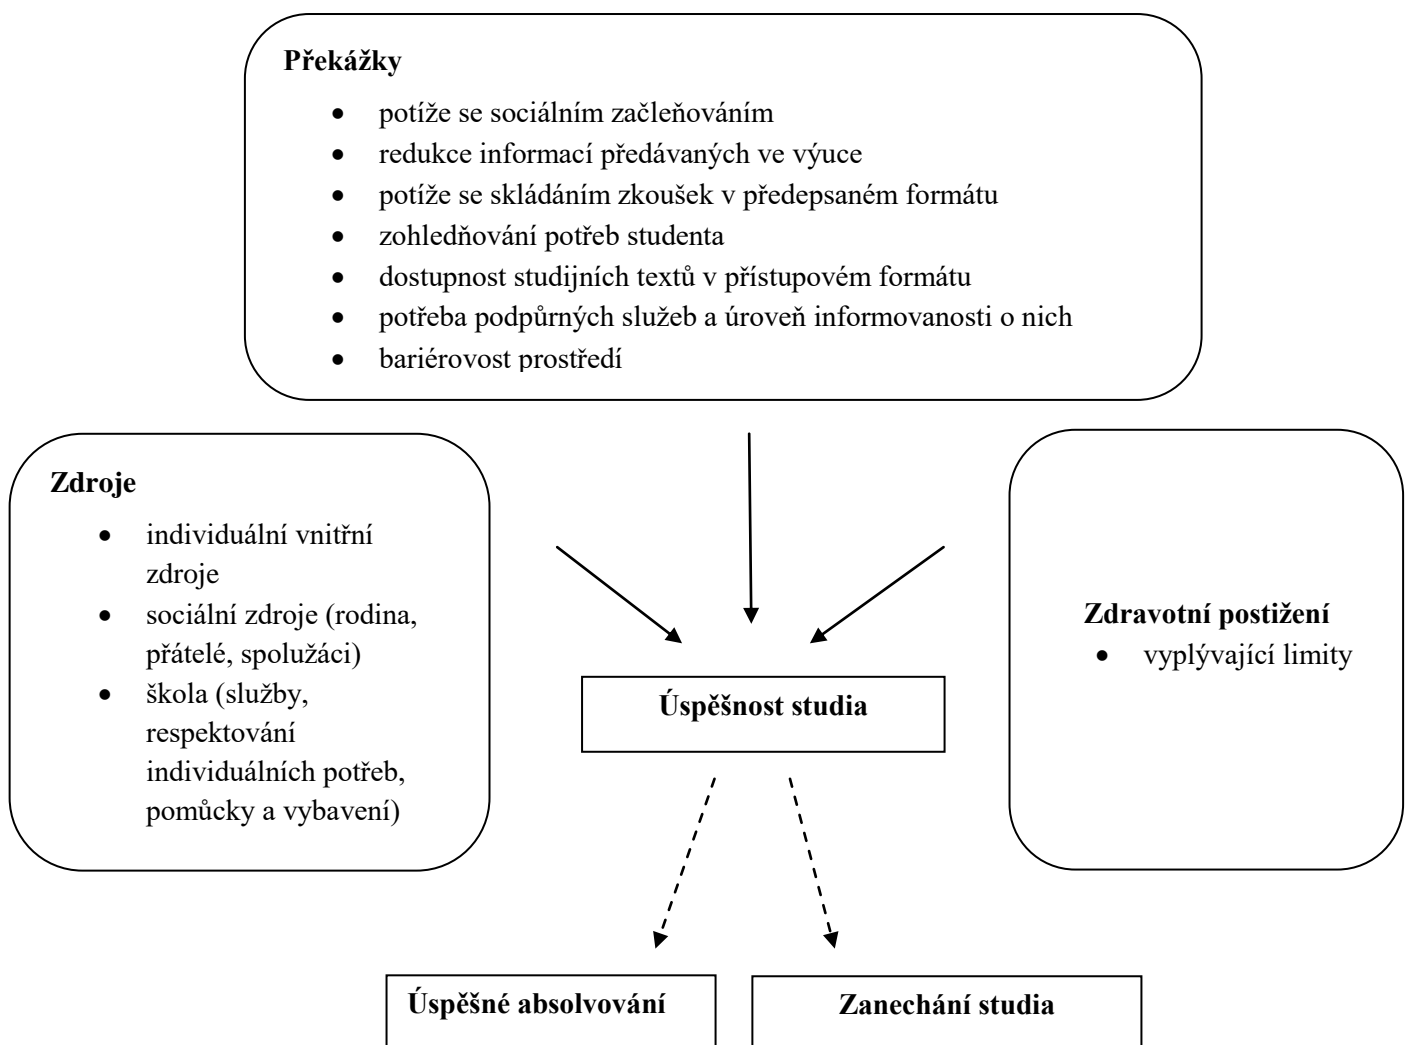 Překážky
• potíže se sociálním začleňováním
• redukce informací předávaných ve výuce
• potíže se skládáním zkoušek v předepsaném formátu
• zohledňování potřeb studenta
• dostupnost studijních textů v přístupovém formátu
• potřeba podpůrných služeb a úroveň informovanosti o nich
• bariérovost prostředí
Zdroje
• individuální vnitřní
zdroje
• sociální zdroje (rodina,
přátelé, spolužáci)
• škola (služby,
respektování
individuálních potřeb,
pomůcky a vybavení)
Zdravotní postižení
• vyplývající limity
Úspěšnost studia
Úspěšné absolvování
Zanechání studia